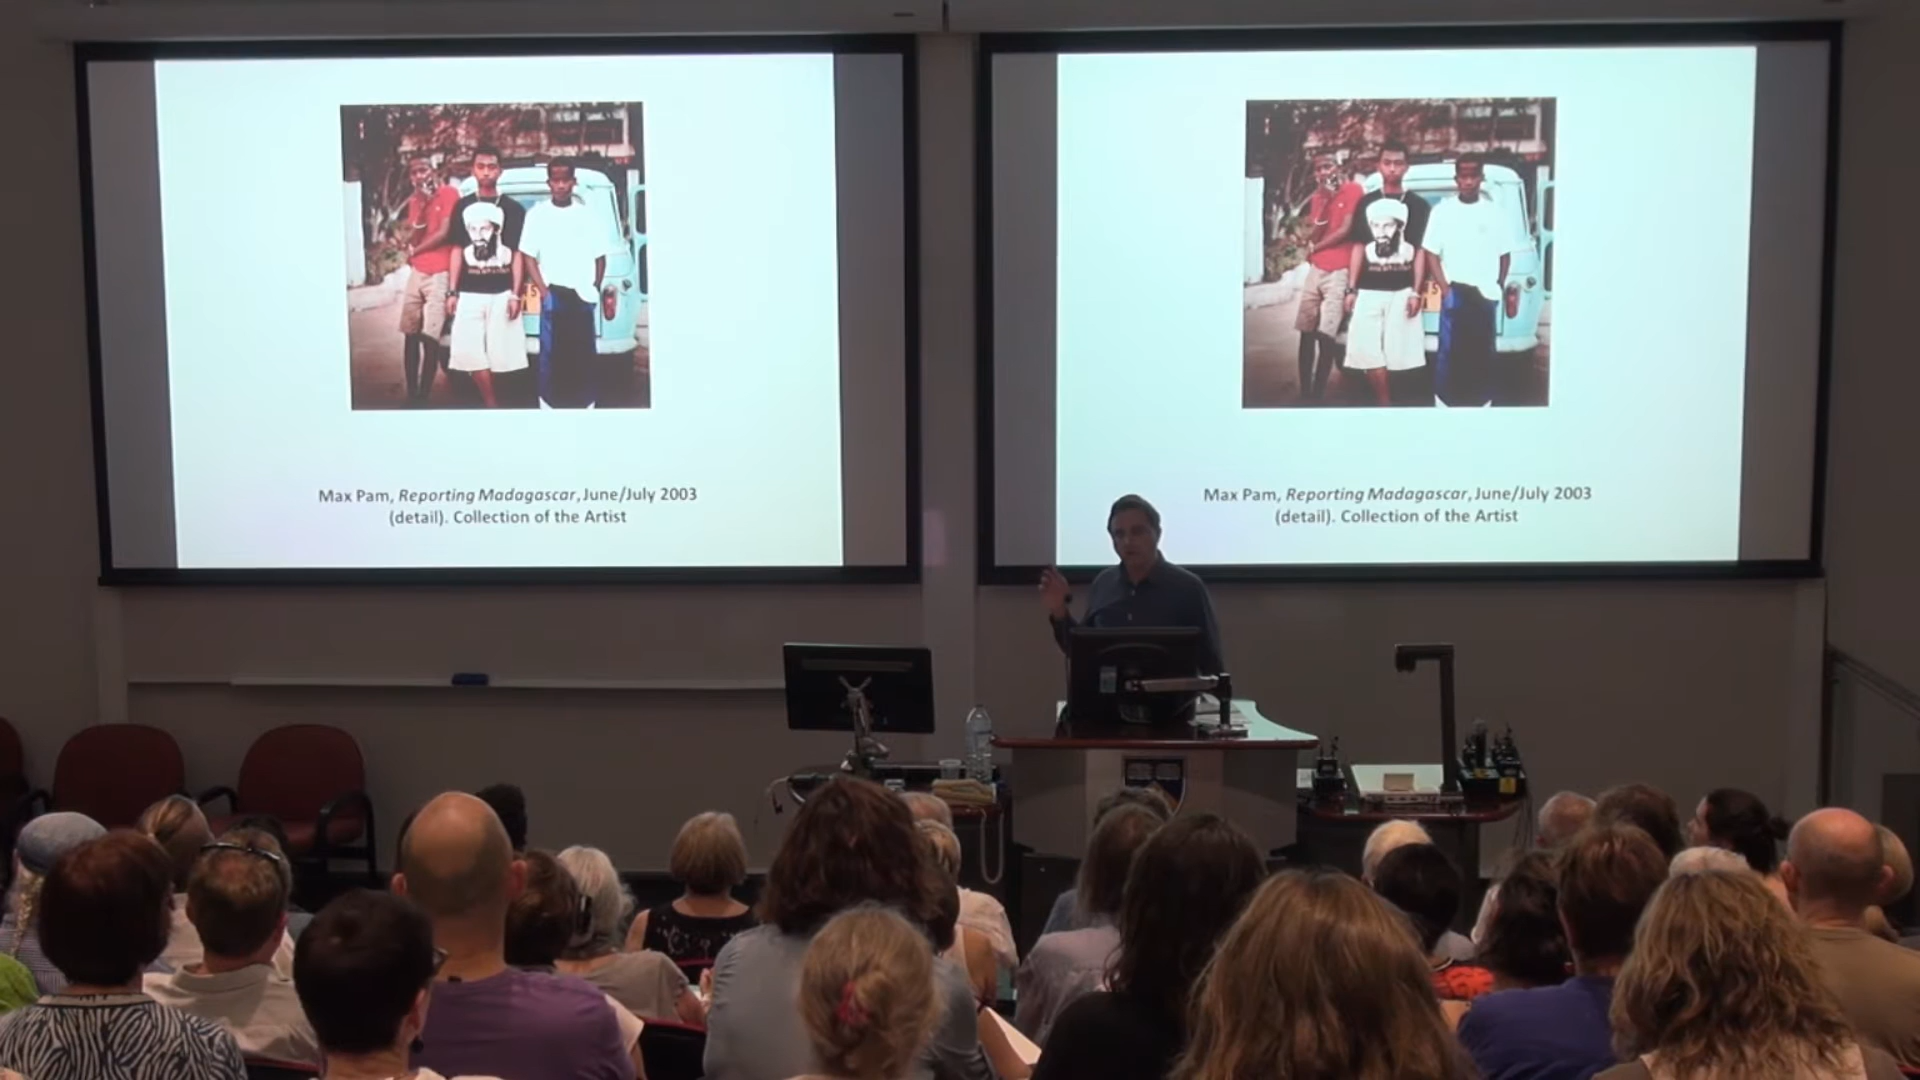 Max Pam, Reporting Madagascar, June/July 2003
(detail). Collection of the Artist
Max Pam, Reporting Madagascar, June/July 2003
(detail). Collection of the Artist